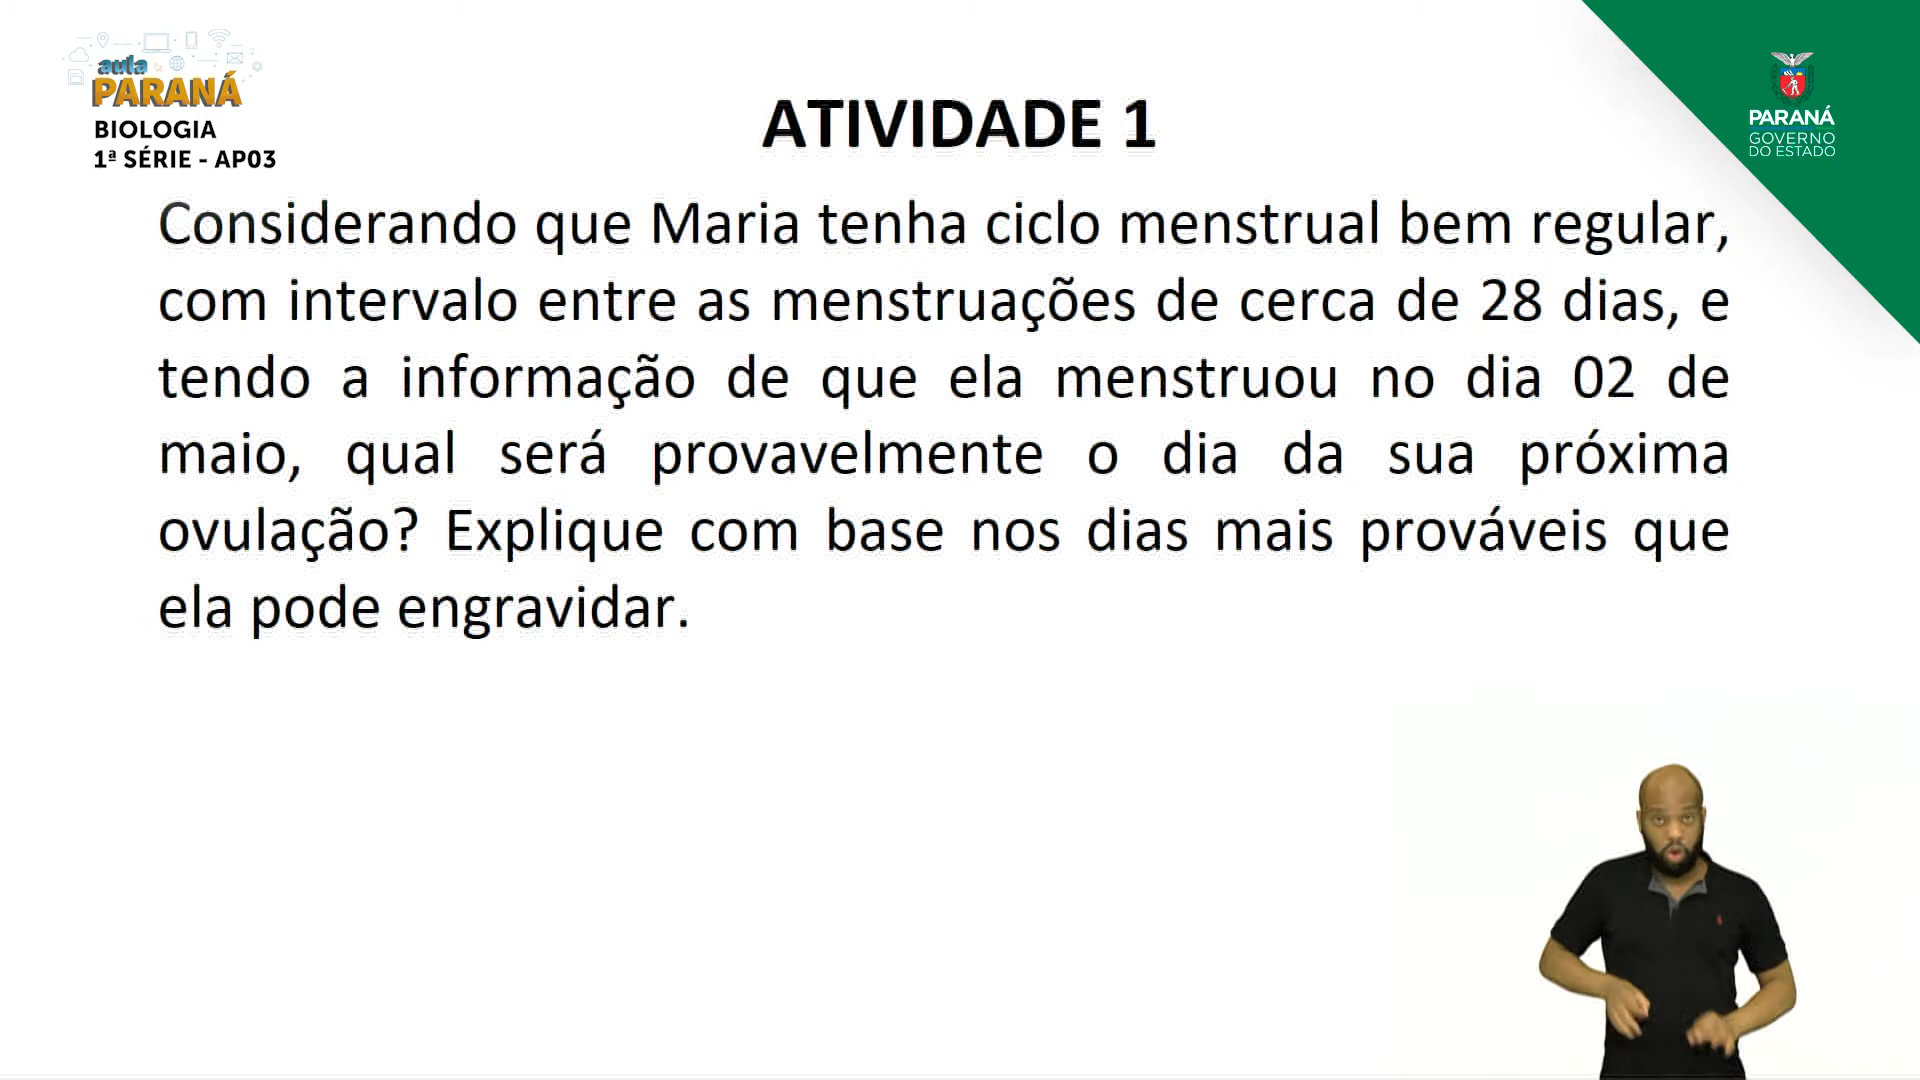 aula
PARANÁ
BIOLOGIA
1ª SÉRIE - AP03
PARANÁ
GOVERNO
DO ESTADO
ATIVIDADE 1
Considerando que Maria tenha ciclo menstrual bem regular,
com intervalo entre as menstruações de cerca de 28 dias, e
tendo a informação de que ela menstruou no dia 02 de
maio, qual será provavelmente o dia da sua próxima
ovulação? Explique com base nos dias mais prováveis que
ela pode engravidar.